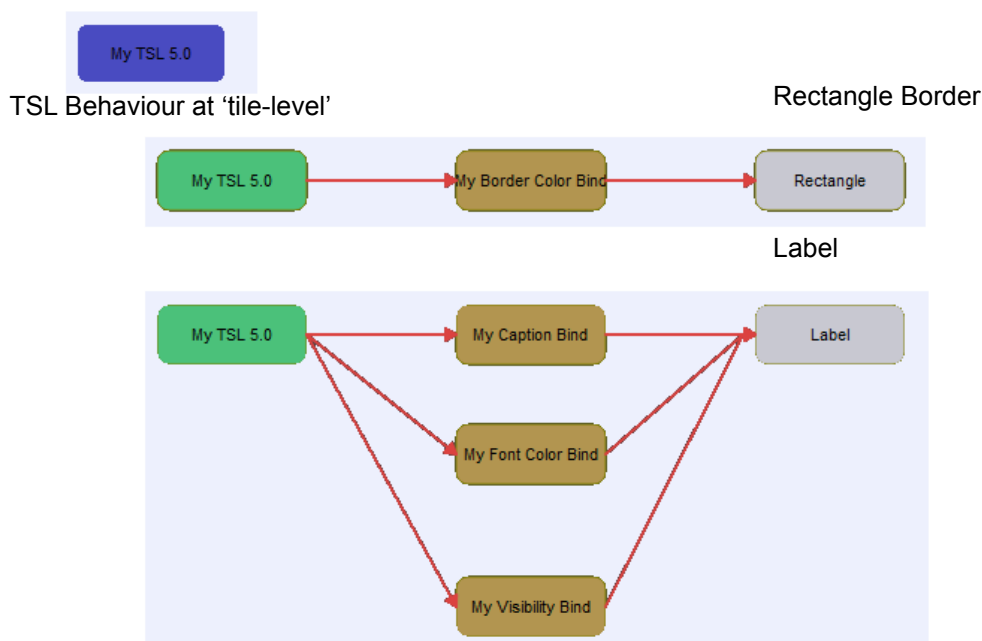 My TSL 5.0
TSL Behaviour at ‘tile-level’
Rectangle Border
My TSL 5.0
My Border Color Bind
Rectangle
Label
My TSL 5.0
My Caption Bind
Label
My Font Color Bind
My Visibility Bind